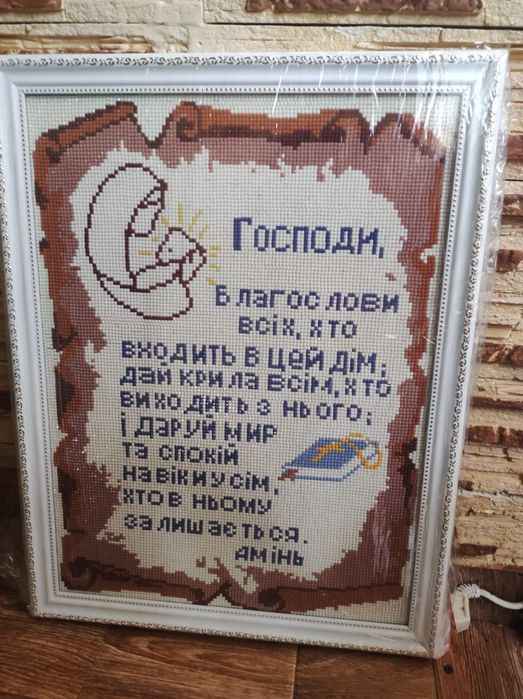 Господи,
Благослови
всіх, хто
входить в цей дім;
дай крила всім, хто
виходить з нього;
і даруй мир
та спокій
навіки усім,
хто в ньому
залишається.
амінь